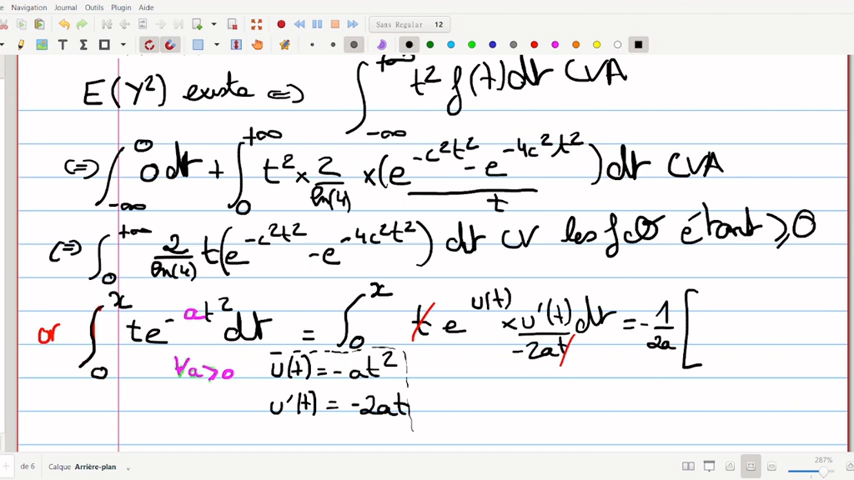 Navigation Journal Outils Plugin Aide
Sans Regular 12
E(Y²) existe ⇔ ∫_{-∞}^{+∞} t² f(t) dt CVA
⇔ ∫_{-∞}^{0} 0 dt + ∫_{0}^{+∞} t² × 2/ln(4) × (e^{-c²t²} - e^{-4c²t²})/t dt CVA
⇔ ∫_{0}^{+∞} 2/ln(4) t(e^{-c²t²} - e^{-4c²t²}) dt CV les fcO étant ≥ 0
or ∫_{0}^{x} t e^{-at²} dt = ∫_{0}^{x} t e^{u(t)} × u'(t)/(-2at) dt = -1/2a [
∀a>0 u(t) = -at²
u'(t) = -2at
de 6 Calque Arrière-plan 287%